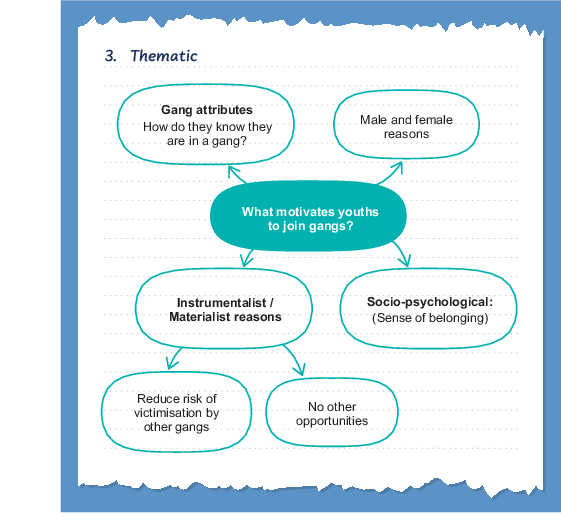 3. Thematic
Gang attributes
How do they know they
are in a gang?
Male and female
reasons
What motivates youths
to join gangs?
Instrumentalist /
Materialist reasons
Socio-psychological:
(Sense of belonging)
Reduce risk of
victimisation by
other gangs
No other
opportunities